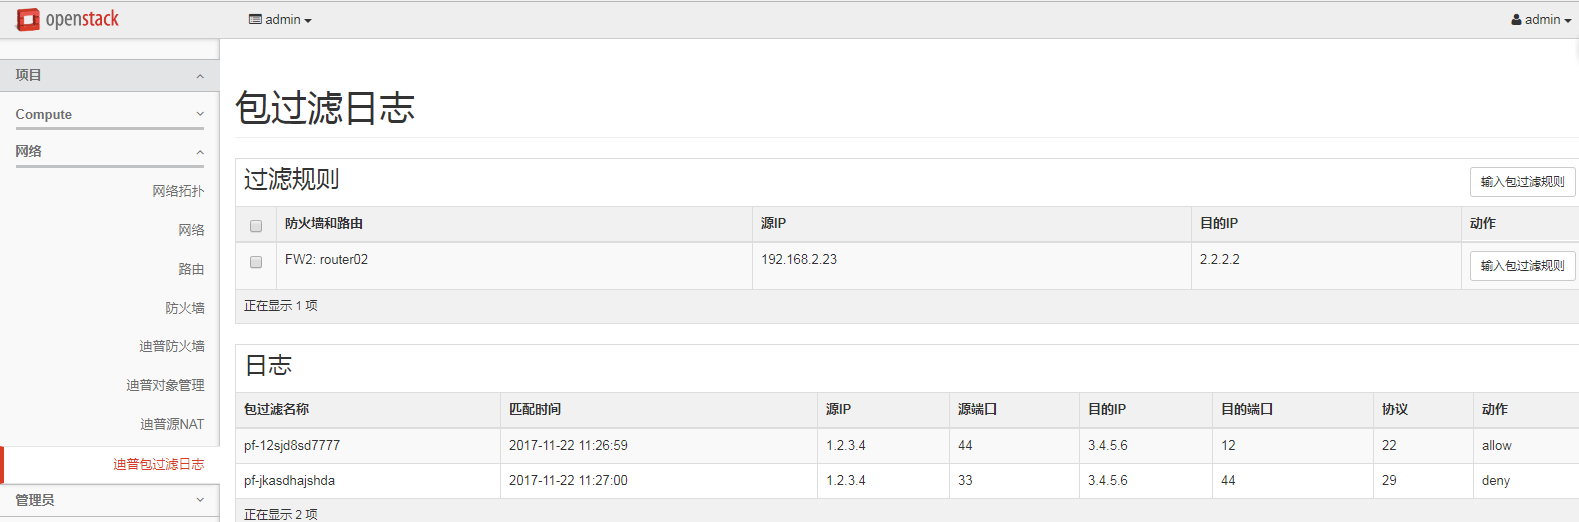 openstack
admin
admin
项目
Compute
网络
网络拓扑
网络
路由
防火墙
迪普防火墙
迪普对象管理
迪普源NAT
迪普包过滤日志
管理员
包过滤日志
过滤规则
输入包过滤规则
防火墙和路由 源IP 目的IP 动作
FW2: router02 192.168.2.23 2.2.2.2 输入包过滤规则
正在显示 1 项
日志
包过滤名称 匹配时间 源IP 源端口 目的IP 目的端口 协议 动作
pf-12sjd8sd7777 2017-11-22 11:26:59 1.2.3.4 44 3.4.5.6 12 22 allow
pf-jkasdhajshda 2017-11-22 11:27:00 1.2.3.4 33 3.4.5.6 44 29 deny
正在显示 2 项